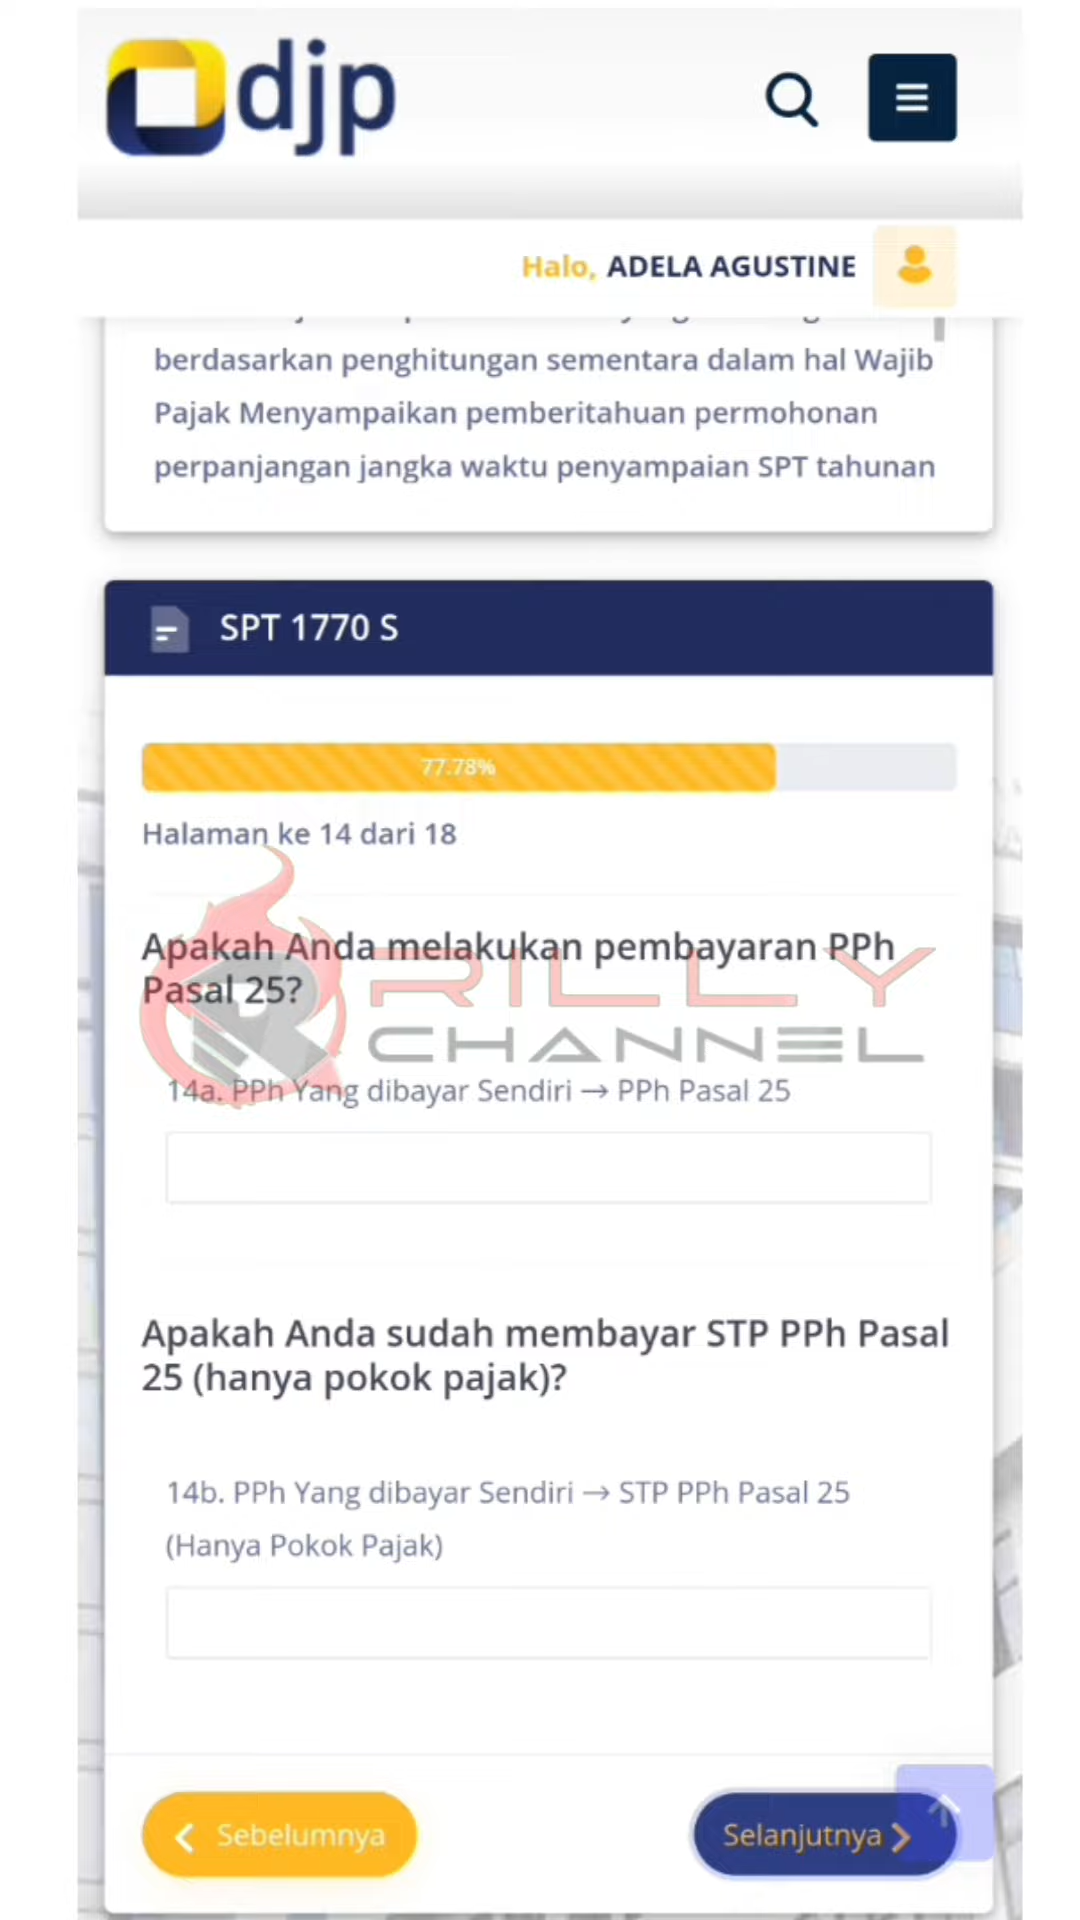 djp
Halo, ADELA AGUSTINE
berdasarkan penghitungan sementara dalam hal Wajib
Pajak Menyampaikan pemberitahuan permohonan
perpanjangan jangka waktu penyampaian SPT tahunan
SPT 1770 S
77.78%
Halaman ke 14 dari 18
Apakah Anda melakukan pembayaran PPh
Pasal 25?
RILLY
CHANNEL
14a. PPh Yang dibayar Sendiri → PPh Pasal 25
Apakah Anda sudah membayar STP PPh Pasal
25 (hanya pokok pajak)?
14b. PPh Yang dibayar Sendiri → STP PPh Pasal 25
(Hanya Pokok Pajak)
Sebelumnya
Selanjutnya